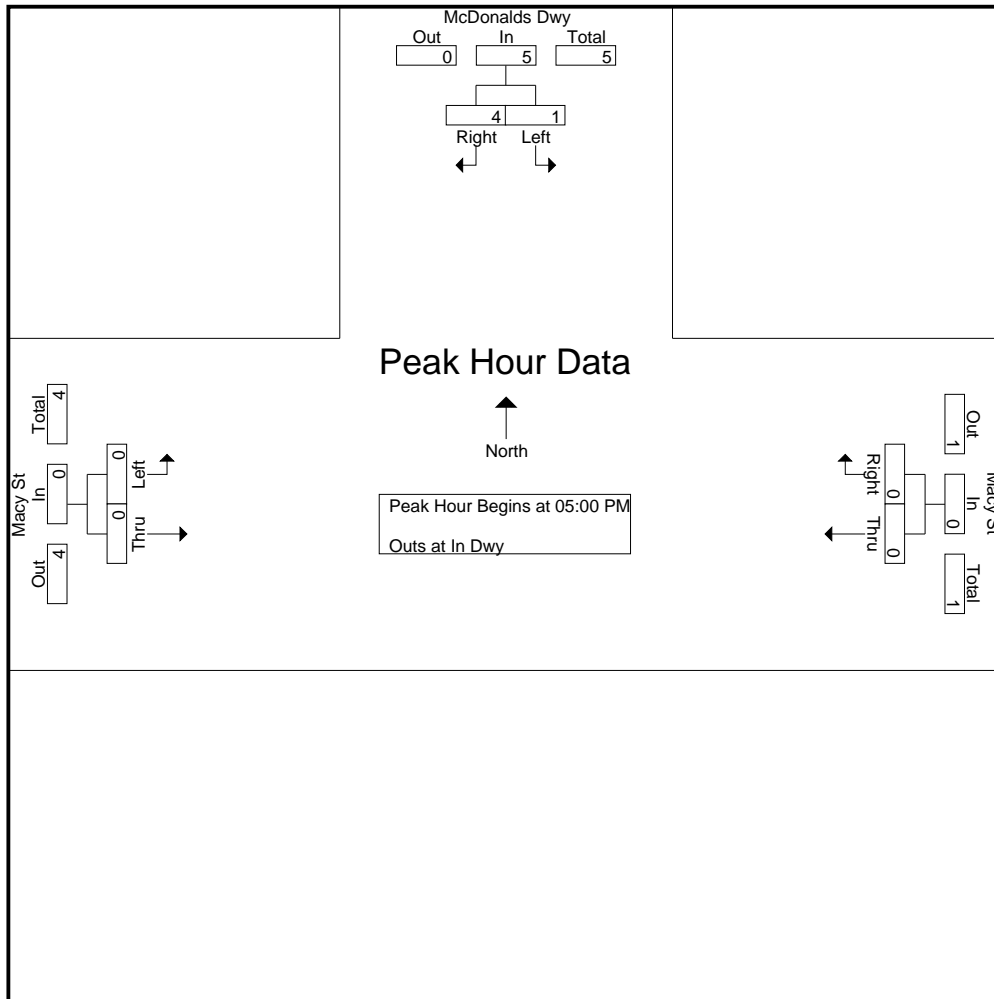 McDonalds Dwy
Out In Total
0 5 5
4 1
Right Left
Peak Hour Data
North
Peak Hour Begins at 05:00 PM
Outs at In Dwy
Macy St
Out In Total
4 0 4
Left
0
Thru
0
Macy St
Out In Total
1 0 1
Right
0
Thru
0